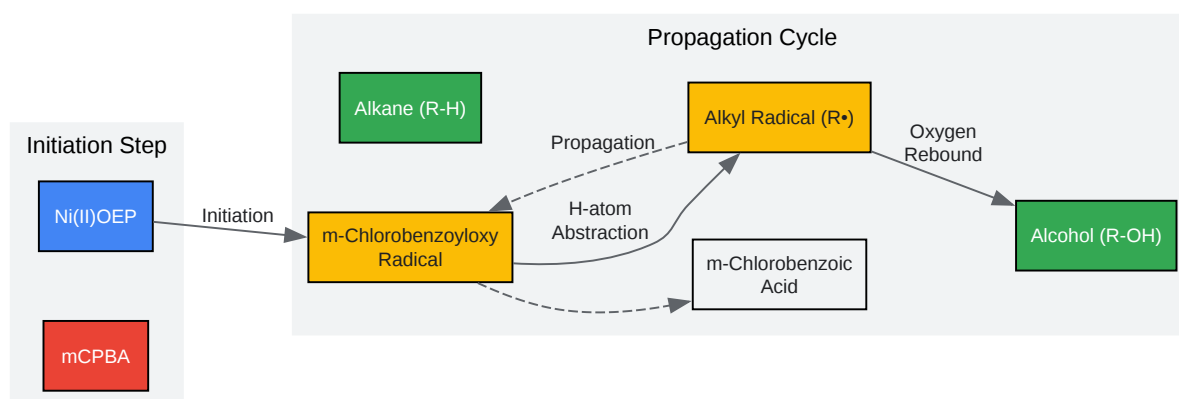 Propagation Cycle
Initiation Step
Alkane (R-H)
Alkyl Radical (R•)
Oxygen
Rebound
Propagation
Ni(II)OEP
Initiation
m-Chlorobenzoyloxy
Radical
H-atom
Abstraction
m-Chlorobenzoic
Acid
Alcohol (R-OH)
mCPBA